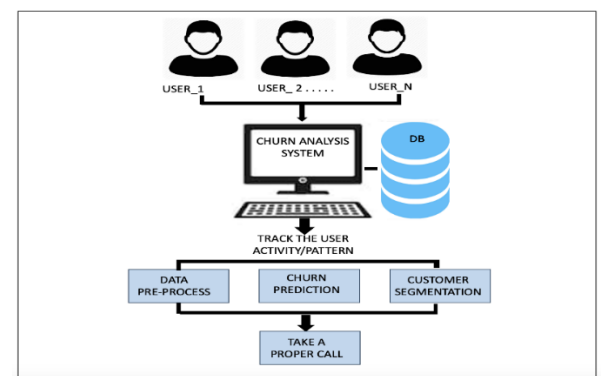 USER_1 USER_ 2 . . . . . USER_N
CHURN ANALYSIS
SYSTEM
DB
TRACK THE USER
ACTIVITY/PATTERN
DATA
PRE-PROCESS
CHURN
PREDICTION
CUSTOMER
SEGMENTATION
TAKE A
PROPER CALL